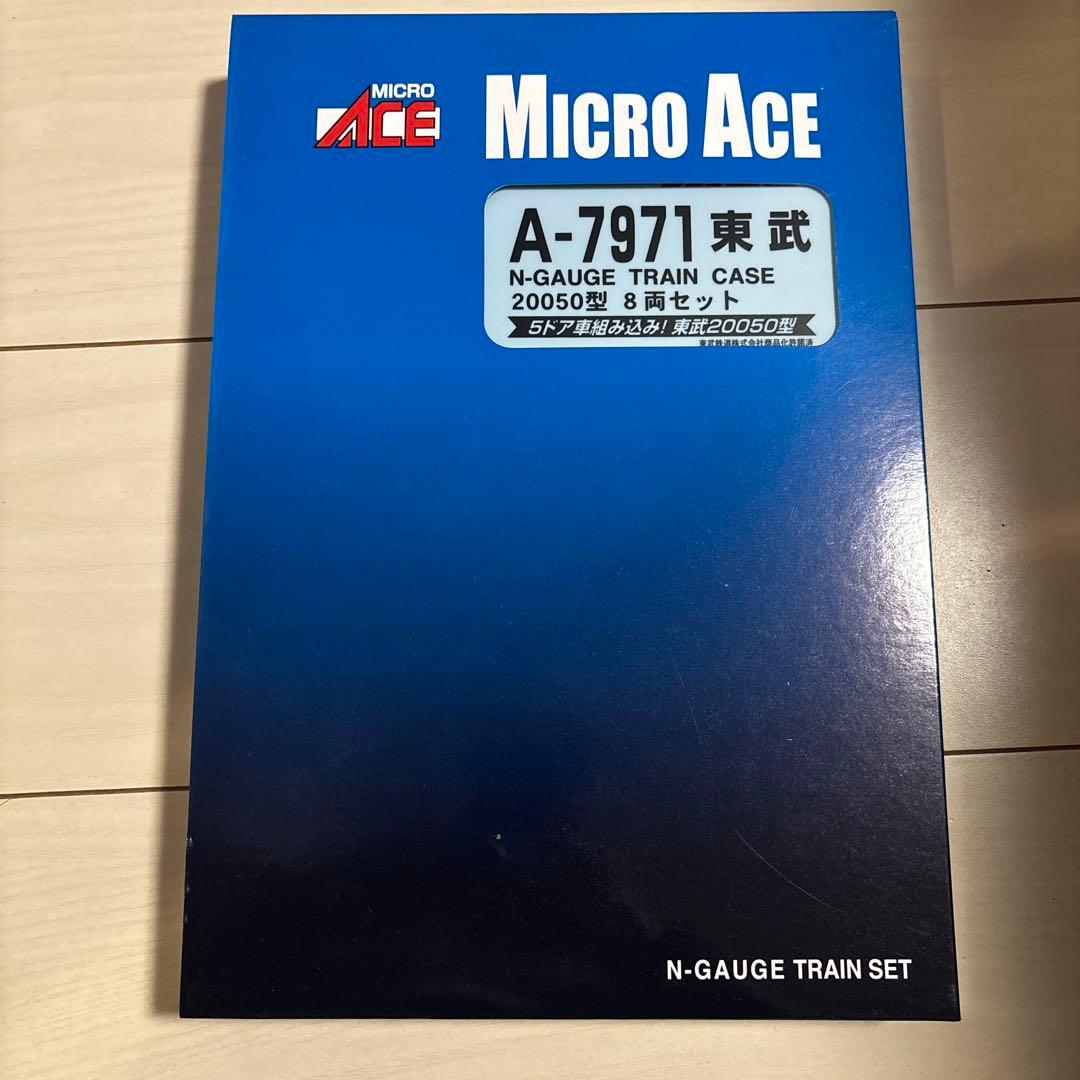 MICRO
ACE
MICRO ACE
A-7971 東武
N-GAUGE TRAIN CASE
20050型 8両セット
5ドア車組み込み! 東武20050型
東武鉄道株式会社商品化許諾済
N-GAUGE TRAIN SET